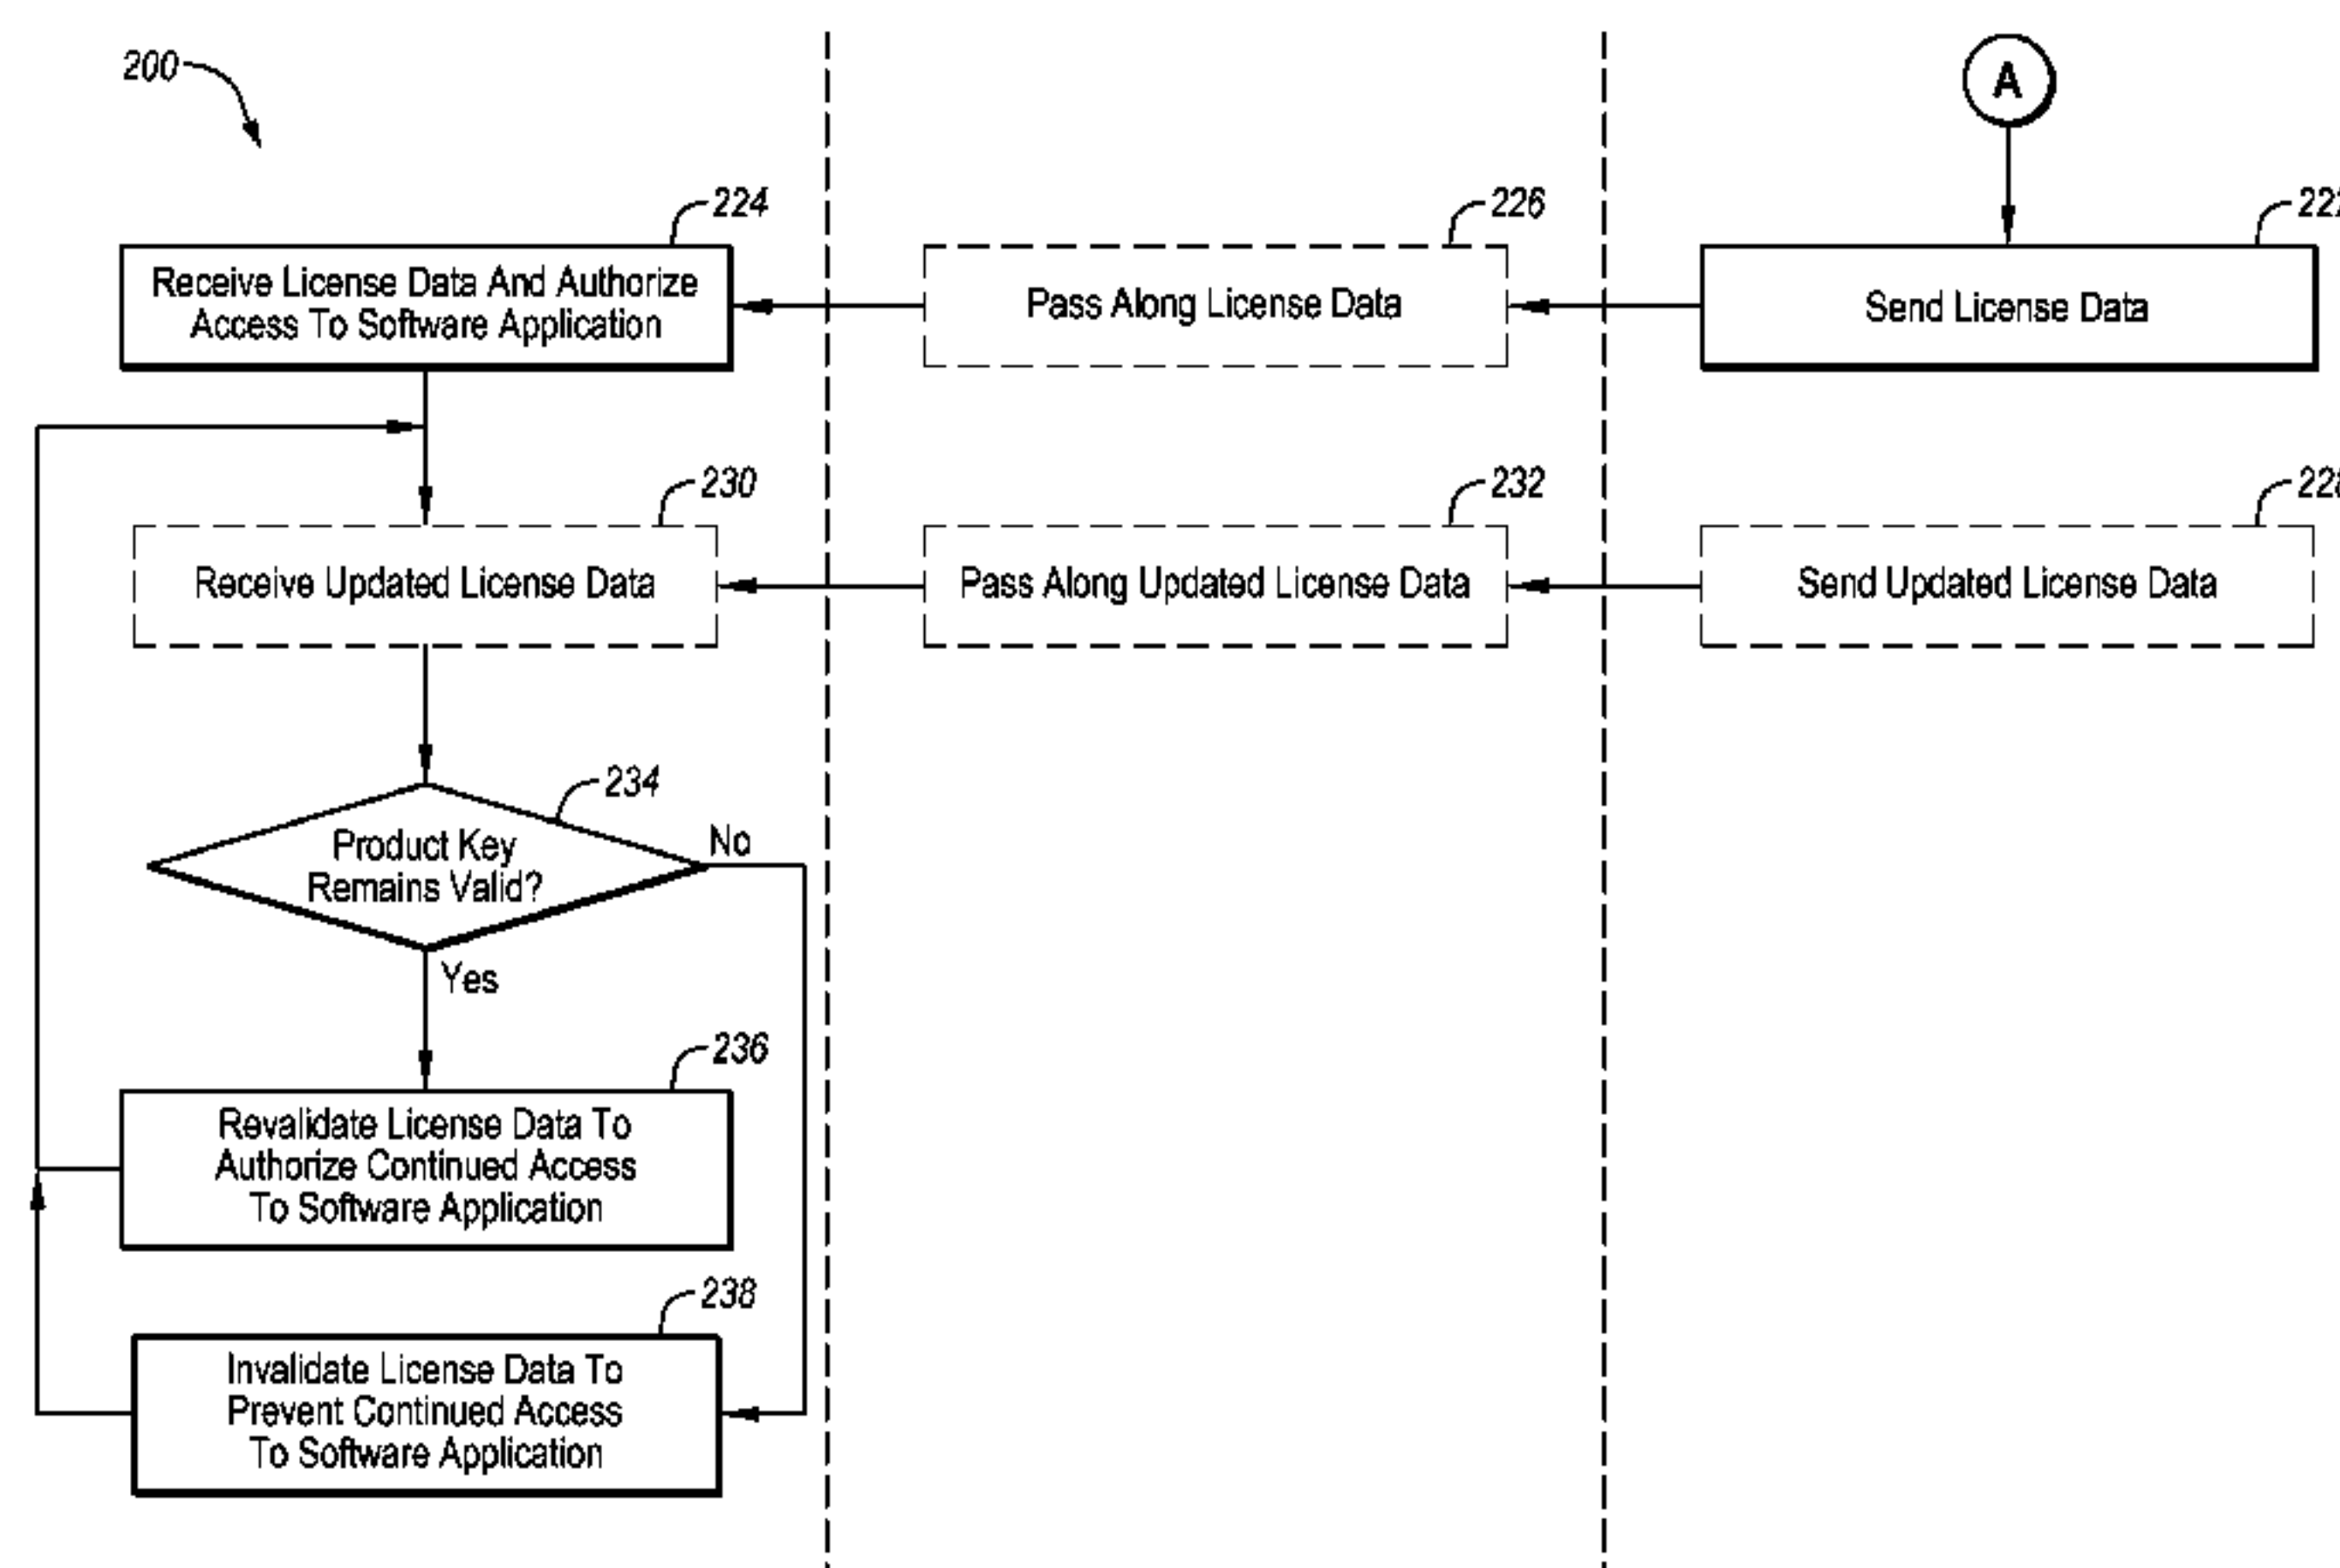 200
A
224
226
Receive License Data And Authorize
Access To Software Application
Pass Along License Data
Send License Data
230
232
Receive Updated License Data
Pass Along Updated License Data
Send Updated License Data
234
Product Key
Remains Valid?
No
Yes
236
Revalidate License Data To
Authorize Continued Access
To Software Application
238
Invalidate License Data To
Prevent Continued Access
To Software Application